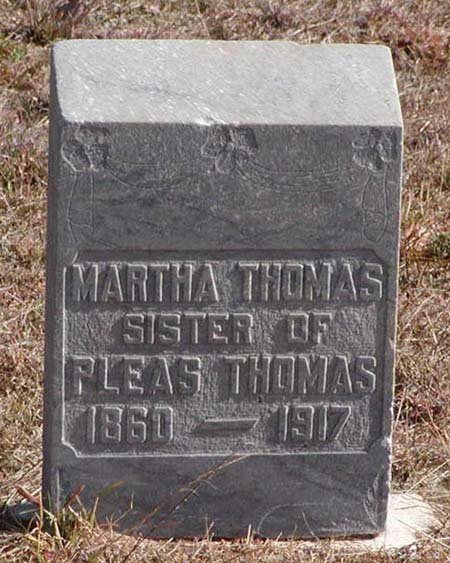 MARTHA THOMAS
SISTER OF
PLEAS THOMAS
1860 — 1917